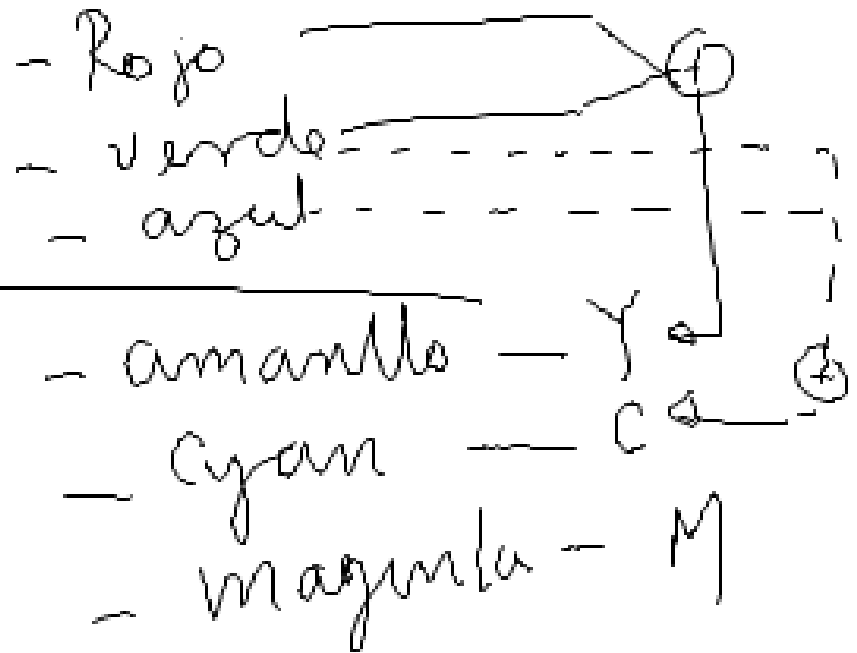 - Rojo
- verde
- azul
- amarillo - Y
- Cyan - C
- magenta - M